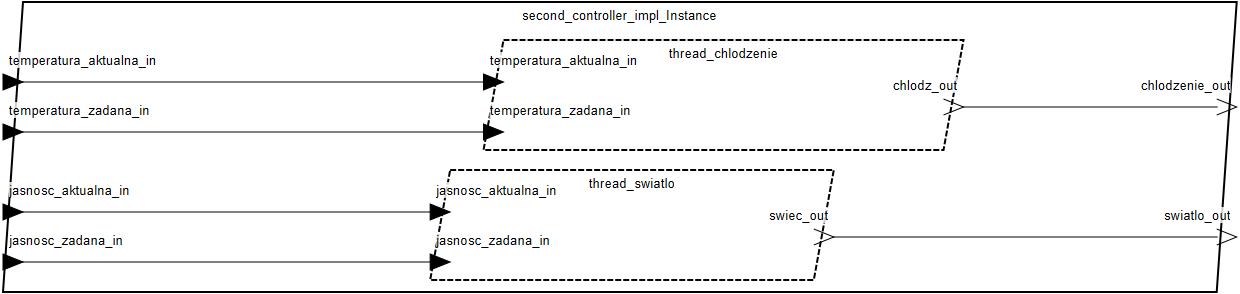 second_controller_impl_Instance
temperatura_aktualna_in
temperatura_aktualna_in
thread_chlodzenie
chlodz_out
chlodzenie_out
temperatura_zadana_in
temperatura_zadana_in
jasnosc_aktualna_in
jasnosc_aktualna_in
thread_swiatlo
swiec_out
swiatlo_out
jasnosc_zadana_in
jasnosc_zadana_in